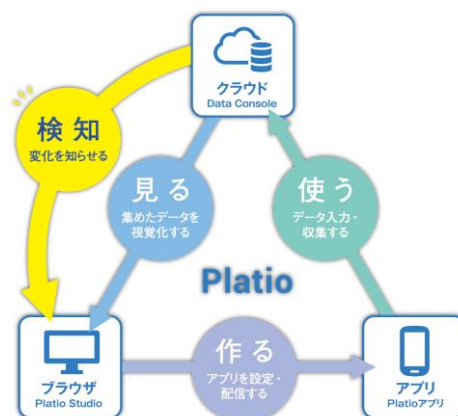 クラウド
Data Console
検知
変化を知らせる
見る
集めたデータを
視覚化する
使う
データ入力・
収集する
Platio
ブラウザ
Platio Studio
作る
アプリを設定・
配信する
アプリ
Platioアプリ